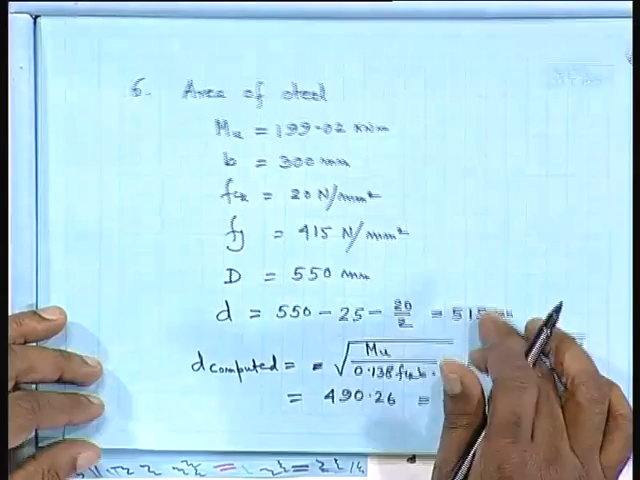 6. Area of steel
Mu = 199.02 kNm
b = 300 mm
fck = 20 N/mm²
fy = 415 N/mm²
D = 550 mm
d = 550 - 25 - 20/2 = 515
dcomputed = = √(Mu / 0.138 fck b
= 490.26 =